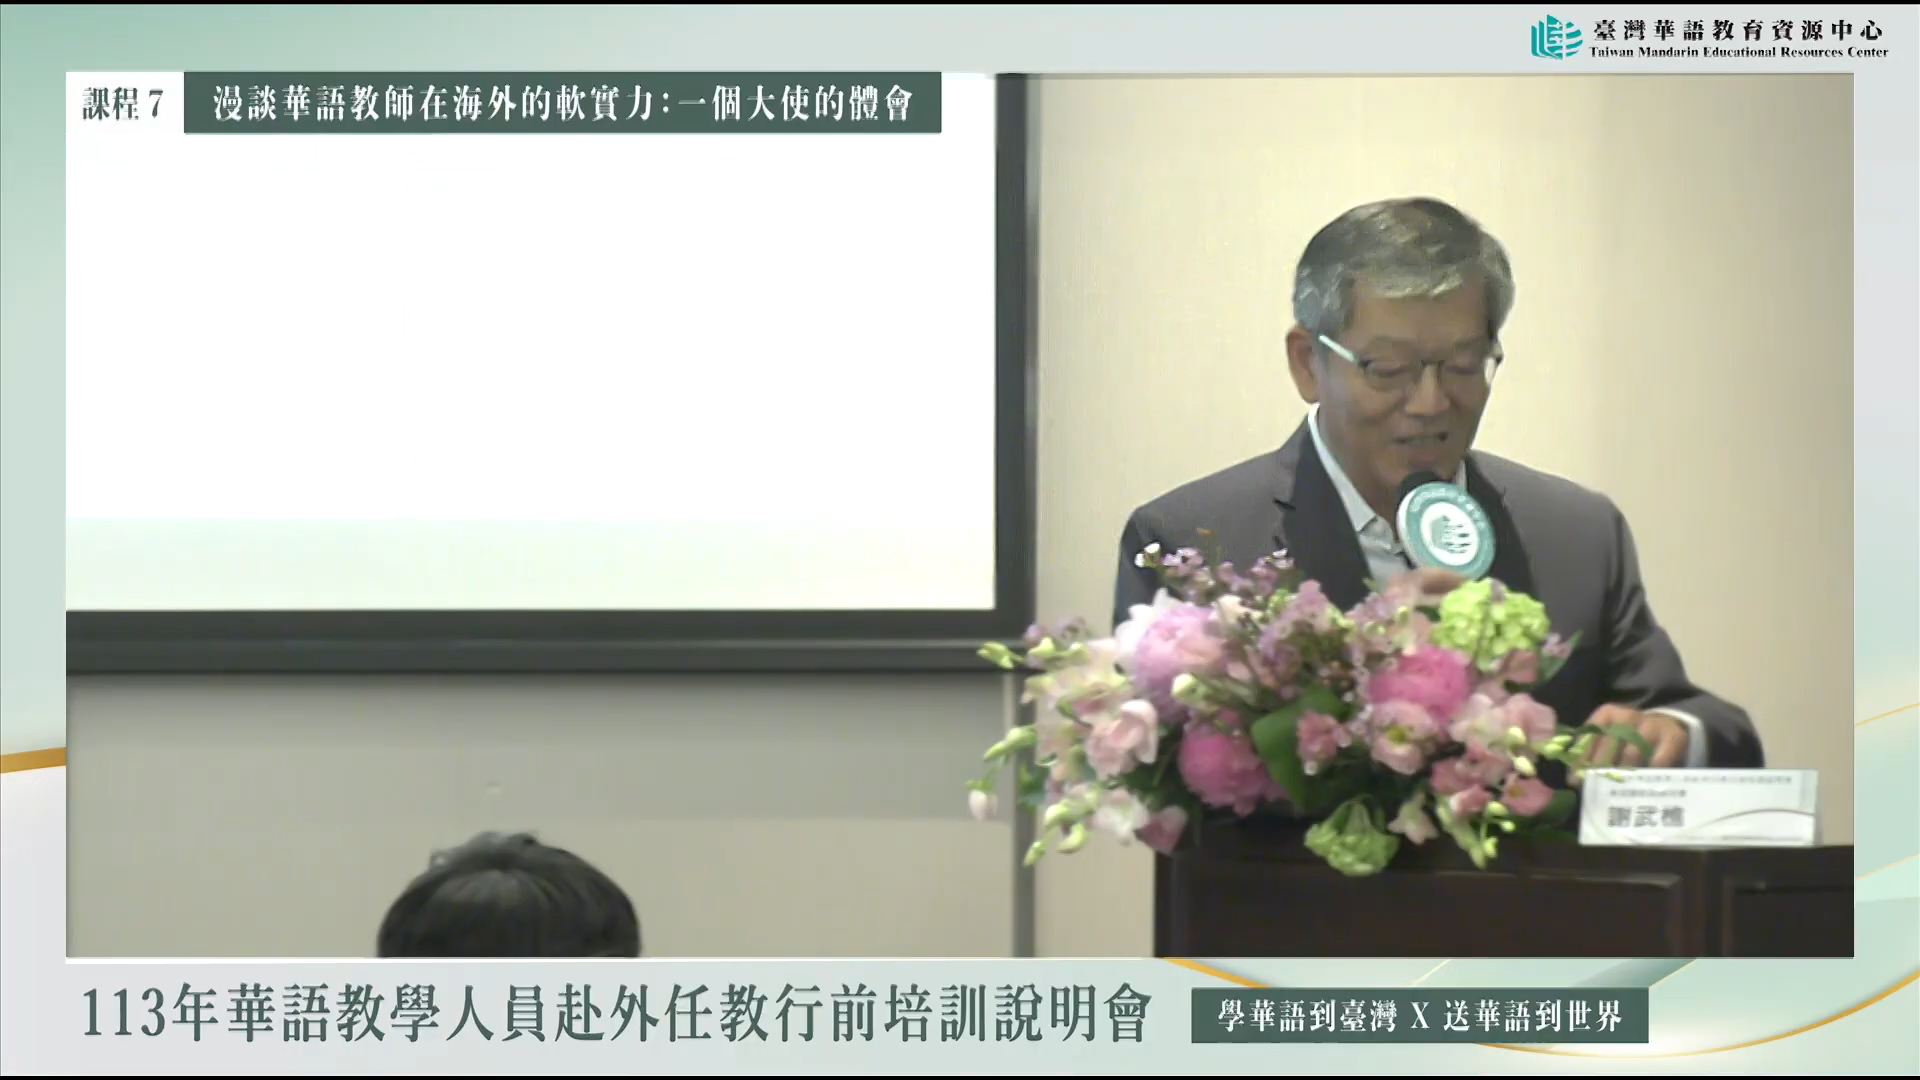 臺灣華語教育資源中心
Taiwan Mandarin Educational Resources Center
課程 7
漫談華語教師在海外的軟實力：一個大使的體會
謝武樵
113年華語教學人員赴外任教行前培訓說明會
學華語到臺灣 X 送華語到世界